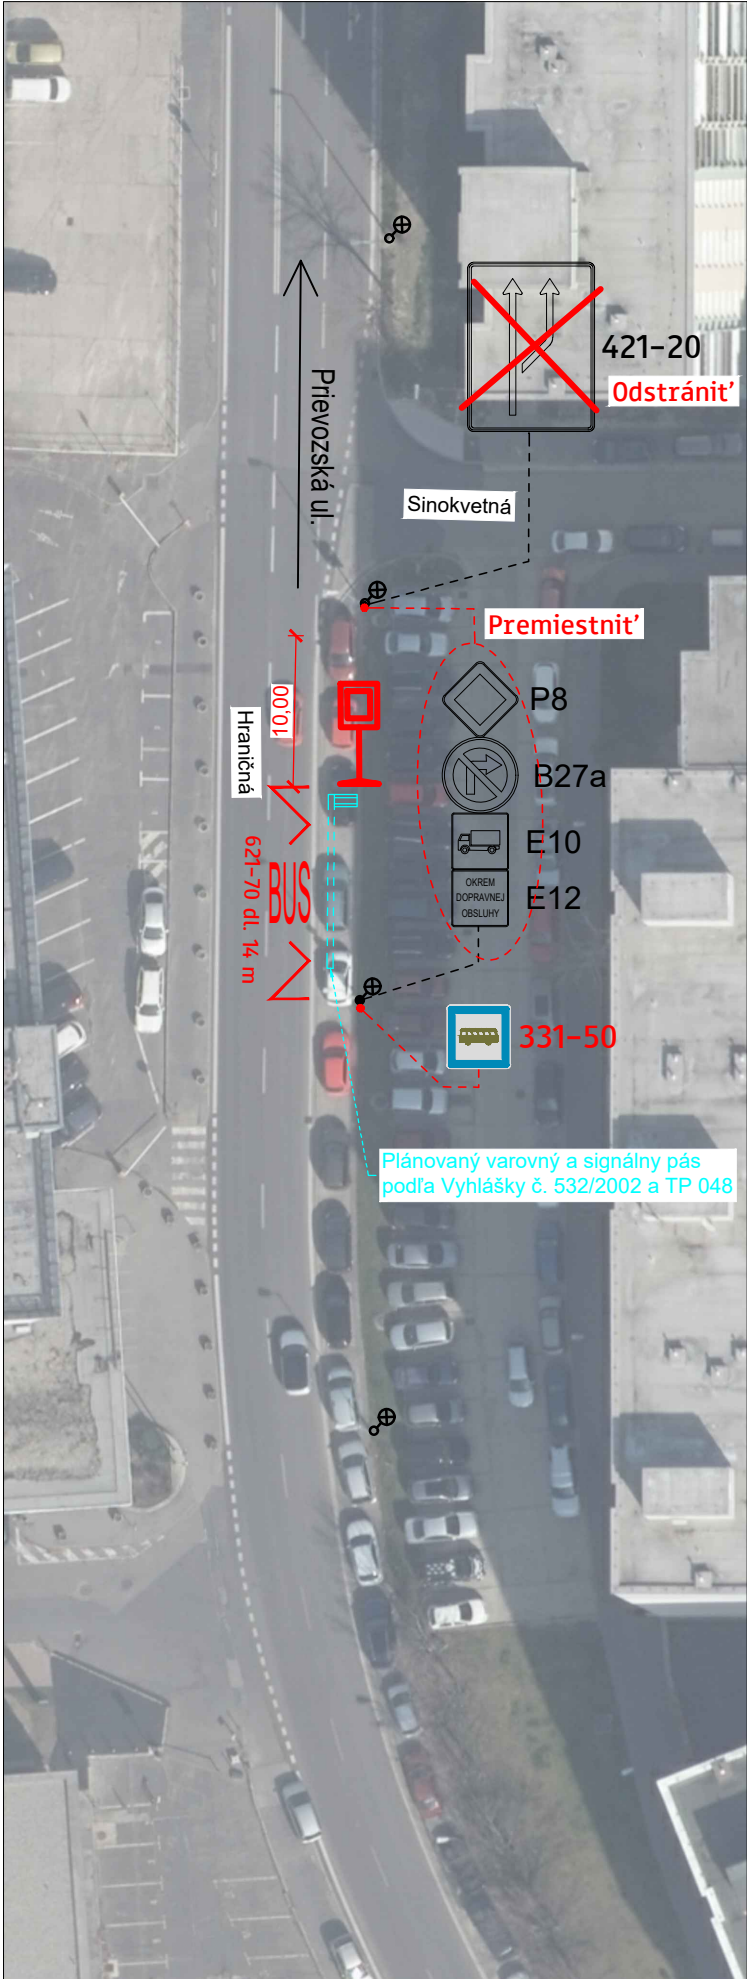 421-20
Odstrániť
Prievozská ul.
Sinokvetná
Premiestniť
P8
10,00
Hraničná
B27a
E10
621-70 dl. 14 m
BUS
OKREM
DOPRAVNEJ
OBSLUHY
E12
331-50
Plánovaný varovný a signálny pás
podľa Vyhlášky č. 532/2002 a TP 048